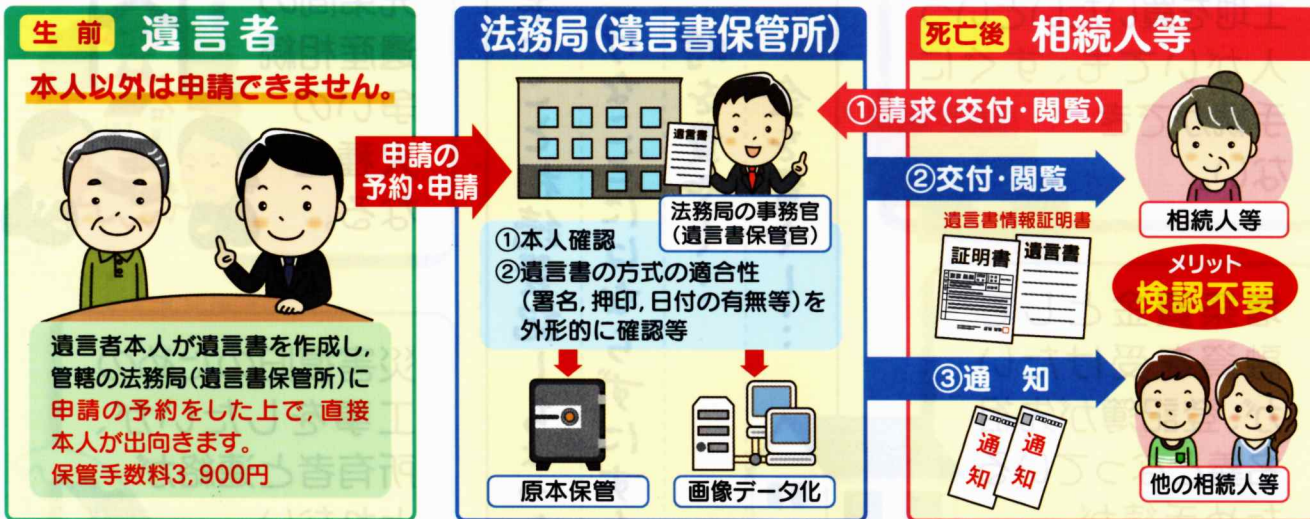 生前 遺言者
本人以外は申請できません。
遺言者本人が遺言書を作成し,
管轄の法務局(遺言書保管所)に
申請の予約をした上で,直接
本人が出向きます。
保管手数料3,900円
申請の
予約・申請
法務局(遺言書保管所)
遺言書
法務局の事務官
(遺言書保管官)
①本人確認
②遺言書の方式の適合性
(署名,押印,日付の有無等)を
外形的に確認等
原本保管
画像データ化
死亡後 相続人等
①請求(交付・閲覧)
②交付・閲覧
遺言書情報証明書
証明書
遺言書
相続人等
メリット
検認不要
③通 知
通知
通知
他の相続人等